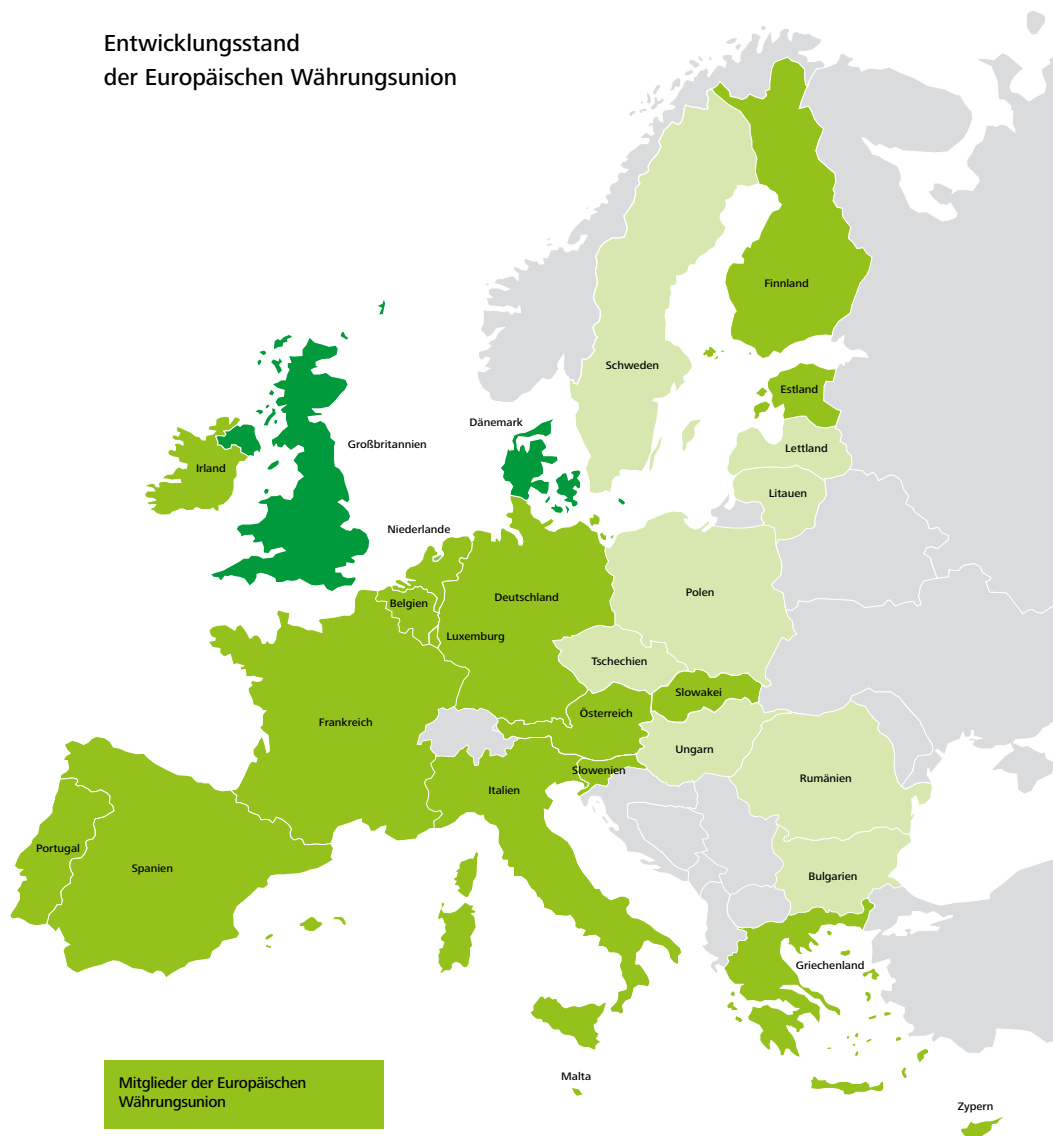 Entwicklungsstand
der Europäischen Währungsunion
Finnland
Schweden
Estland
Dänemark
Großbritannien
Lettland
Irland
Litauen
Niederlande
Polen
Deutschland
Belgien
Luxemburg
Tschechien
Slowakei
Österreich
Frankreich
Ungarn
Slowenien
Rumänien
Italien
Portugal
Spanien
Bulgarien
Griechenland
Malta
Mitglieder der Europäischen
Währungsunion
Zypern